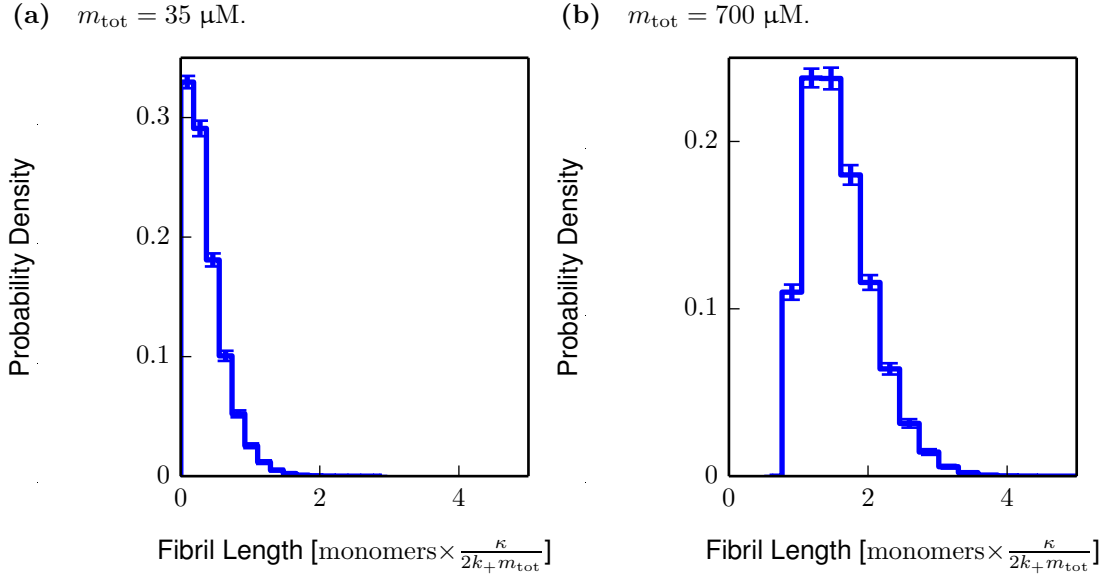 (a) m_tot = 35 µM.
Probability Density
0.3
0.2
0.1
0
0 2 4
Fibril Length [monomers× κ/(2k₊m_tot)]
(b) m_tot = 700 µM.
Probability Density
0.2
0.1
0
0 2 4
Fibril Length [monomers× κ/(2k₊m_tot)]